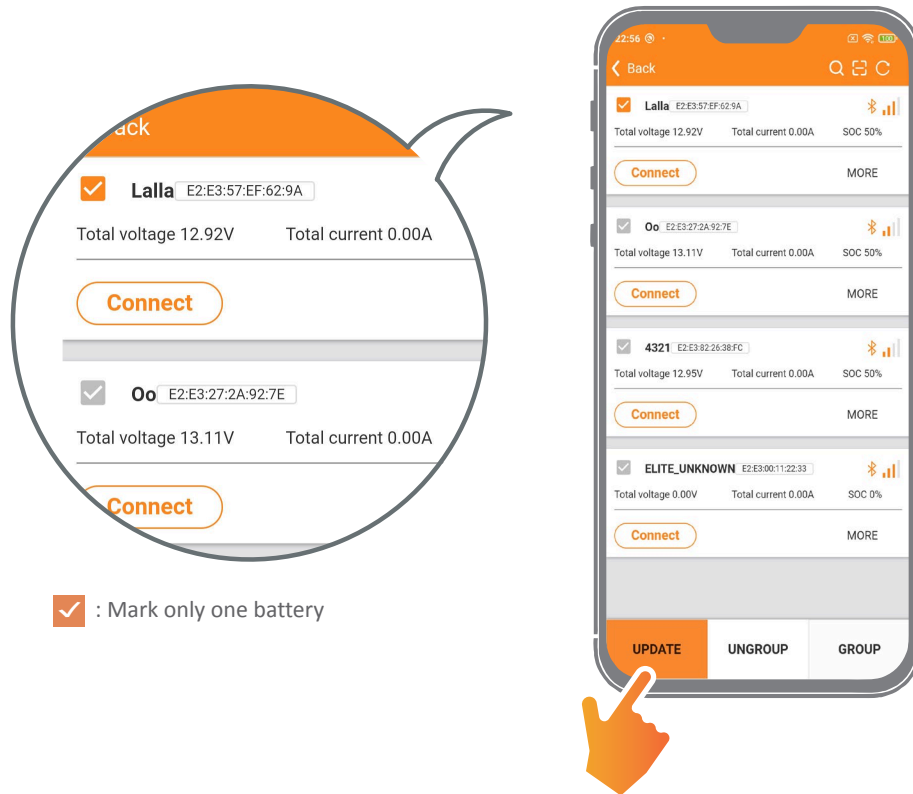 ack
Lalla E2:E3:57:EF:62:9A
Total voltage 12.92V Total current 0.00A
Connect
Oo E2:E3:27:2A:92:7E
Total voltage 13.11V Total current 0.00A
Connect
: Mark only one battery
22:56 100
Back
Lalla E2:E3:57:EF:62:9A
Total voltage 12.92V Total current 0.00A SOC 50%
Connect MORE
Oo E2:E3:27:2A:92:7E
Total voltage 13.11V Total current 0.00A SOC 50%
Connect MORE
4321 E2:E3:82:26:38:FC
Total voltage 12.95V Total current 0.00A SOC 50%
Connect MORE
ELITE_UNKNOWN E2:E3:00:11:22:33
Total voltage 0.00V Total current 0.00A SOC 0%
Connect MORE
UPDATE UNGROUP GROUP